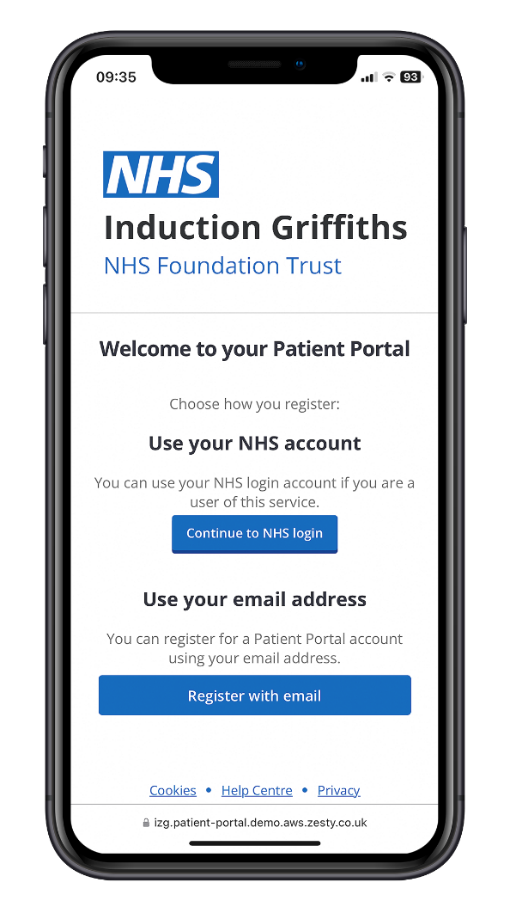 09:35
93
NHS
Induction Griffiths
NHS Foundation Trust
Welcome to your Patient Portal
Choose how you register:
Use your NHS account
You can use your NHS login account if you are a
user of this service.
Continue to NHS login
Use your email address
You can register for a Patient Portal account
using your email address.
Register with email
Cookies • Help Centre • Privacy
izg.patient-portal.demo.aws.zesty.co.uk